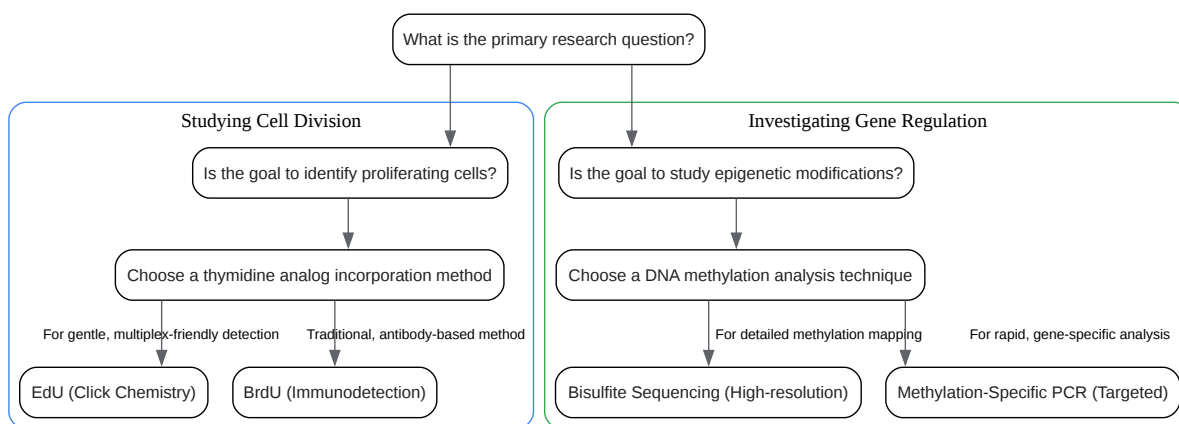 What is the primary research question?
Studying Cell Division
Investigating Gene Regulation
Is the goal to identify proliferating cells?
Is the goal to study epigenetic modifications?
Choose a thymidine analog incorporation method
Choose a DNA methylation analysis technique
For gentle, multiplex-friendly detection
Traditional, antibody-based method
For detailed methylation mapping
For rapid, gene-specific analysis
EdU (Click Chemistry)
BrdU (Immunodetection)
Bisulfite Sequencing (High-resolution)
Methylation-Specific PCR (Targeted)